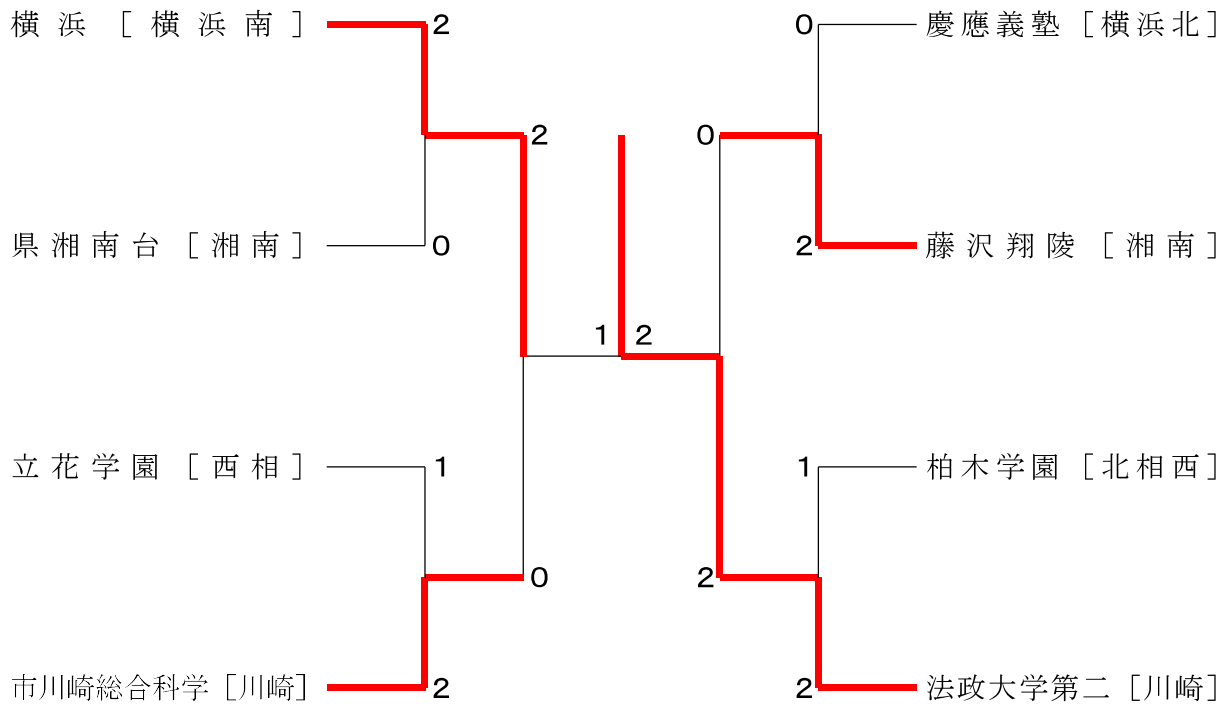 横浜［横浜南］ 2 0 慶應義塾［横浜北］
2 0
県湘南台［湘南］ 0 2 藤沢翔陵［湘南］
1 2
立花学園［西相］ 1 1 柏木学園［北相西］
0 2
市川崎総合科学［川崎］ 2 2 法政大学第二［川崎］